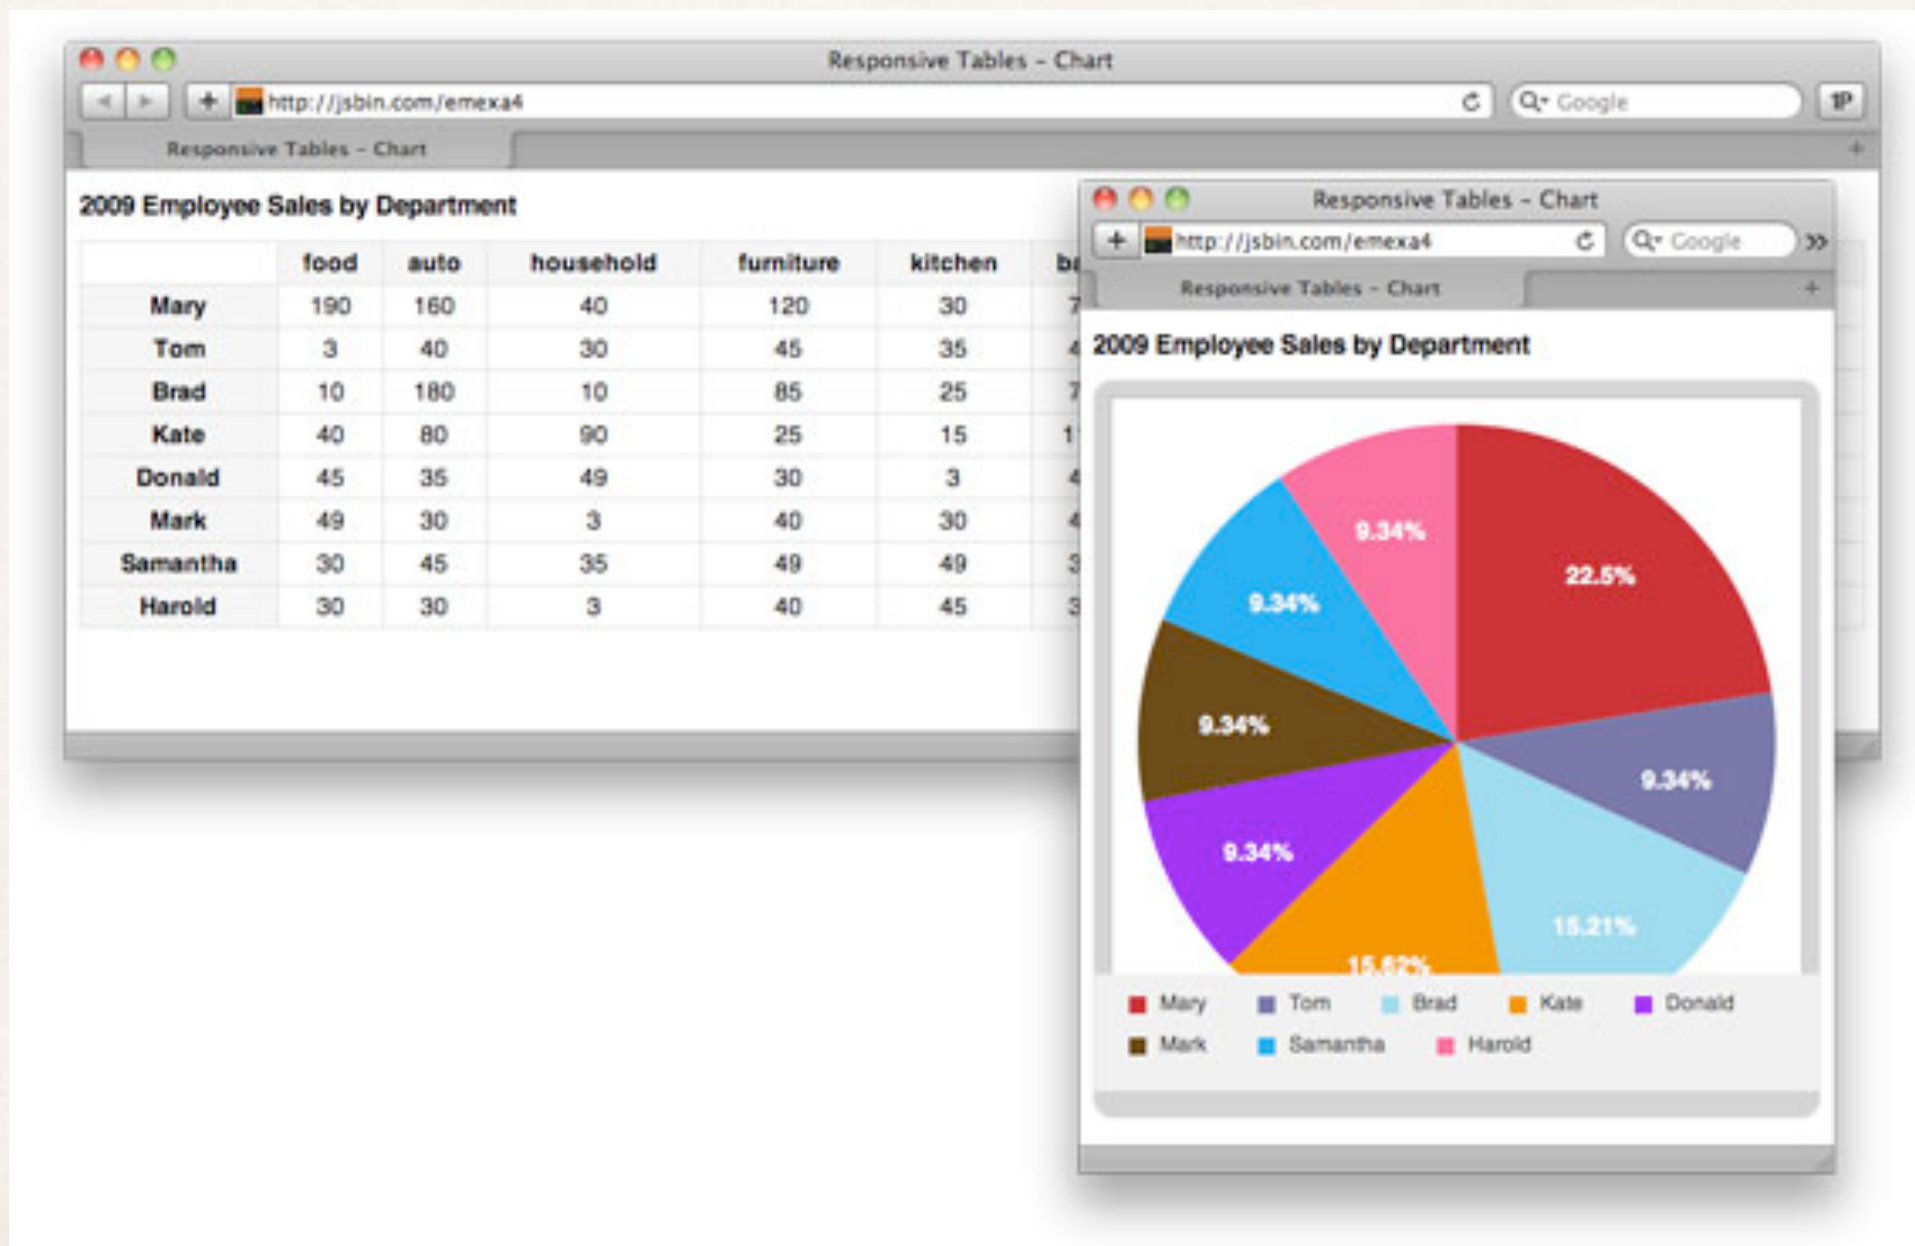 Responsive Tables - Chart
http://jsbin.com/emexa4
Google
1P
Responsive Tables - Chart
2009 Employee Sales by Department
food auto household furniture kitchen
Mary 190 160 40 120 30
Tom 3 40 30 45 35
Brad 10 180 10 85 25
Kate 40 80 90 25 15
Donald 45 35 49 30 3
Mark 49 30 3 40 30
Samantha 30 45 35 49 49
Harold 30 30 3 40 45
Responsive Tables - Chart
http://jsbin.com/emexa4
Google
Responsive Tables - Chart
2009 Employee Sales by Department
9.34%
22.5%
9.34%
9.34%
9.34%
9.34%
15.21%
15.62%
Mary Tom Brad Kate Donald
Mark Samantha Harold